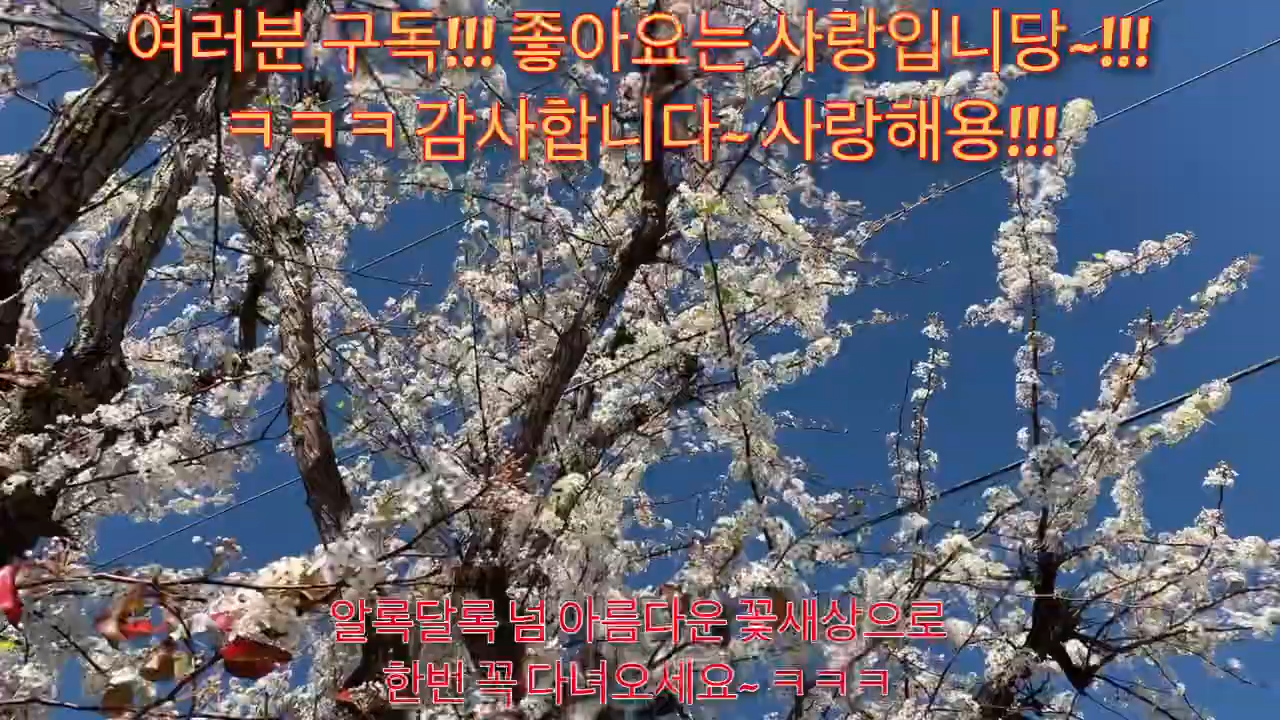 여러분 구독!!! 좋아요는 사랑입니당~!!!
ㅋㅋㅋ 감사합니다~ 사랑해용!!!
알록달록 넘 아름다운 꽃새상으로
한번 꼭 다녀오세요~ ㅋㅋㅋ